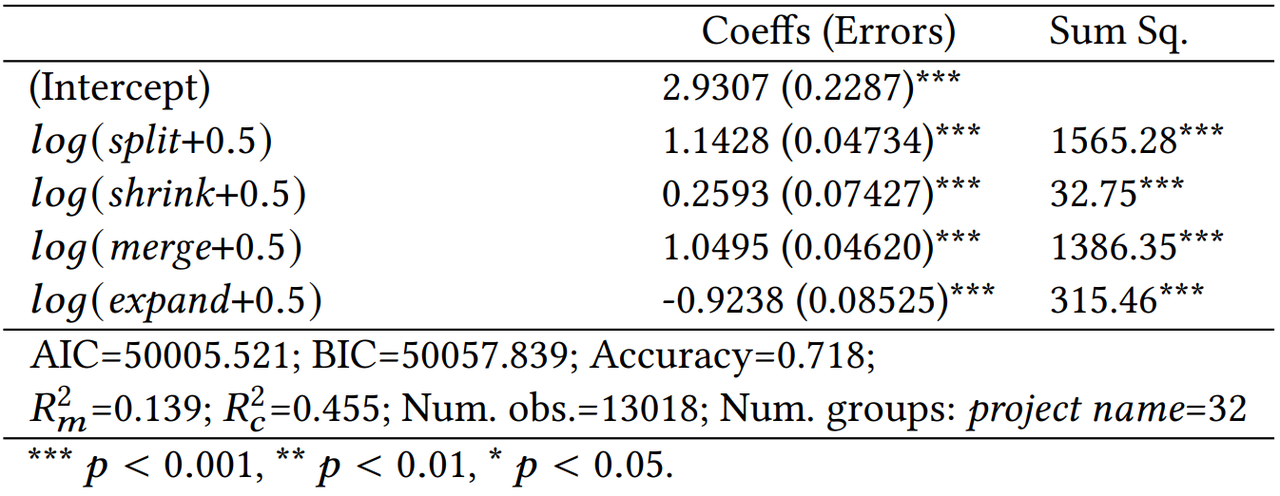 Coeffs (Errors) Sum Sq.
(Intercept) 2.9307 (0.2287)***
log(split+0.5) 1.1428 (0.04734)*** 1565.28***
log(shrink+0.5) 0.2593 (0.07427)*** 32.75***
log(merge+0.5) 1.0495 (0.04620)*** 1386.35***
log(expand+0.5) -0.9238 (0.08525)*** 315.46***
AIC=50005.521; BIC=50057.839; Accuracy=0.718;
R²ₘ=0.139; R²c=0.455; Num. obs.=13018; Num. groups: project name=32
*** p < 0.001, ** p < 0.01, * p < 0.05.